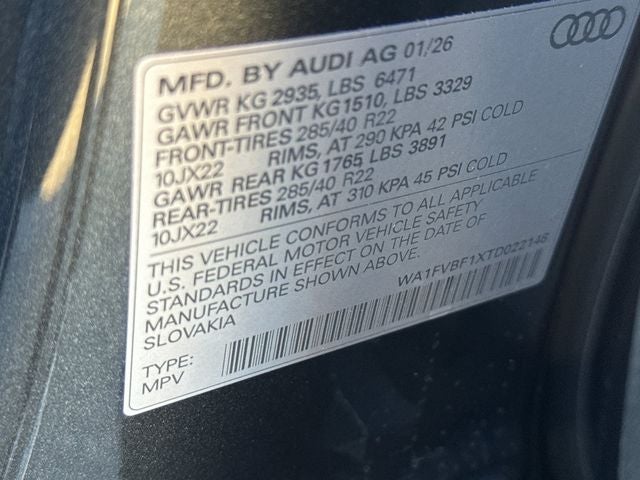 MFD. BY AUDI AG 01/26
GVWR KG 2935, LBS 6471
GAWR FRONT KG1510, LBS 3329
FRONT-TIRES 285/40 R22
10JX22 RIMS, AT 290 KPA 42 PSI COLD
GAWR REAR KG 1765, LBS 3891
REAR-TIRES 285/40 R22
10JX22 RIMS, AT 310 KPA 45 PSI COLD
THIS VEHICLE CONFORMS TO ALL APPLICABLE
U.S. FEDERAL MOTOR VEHICLE SAFETY
STANDARDS IN EFFECT ON THE DATE OF
MANUFACTURE SHOWN ABOVE.
SLOVAKIA
WA1FVBF1XTD022146
TYPE:
MPV